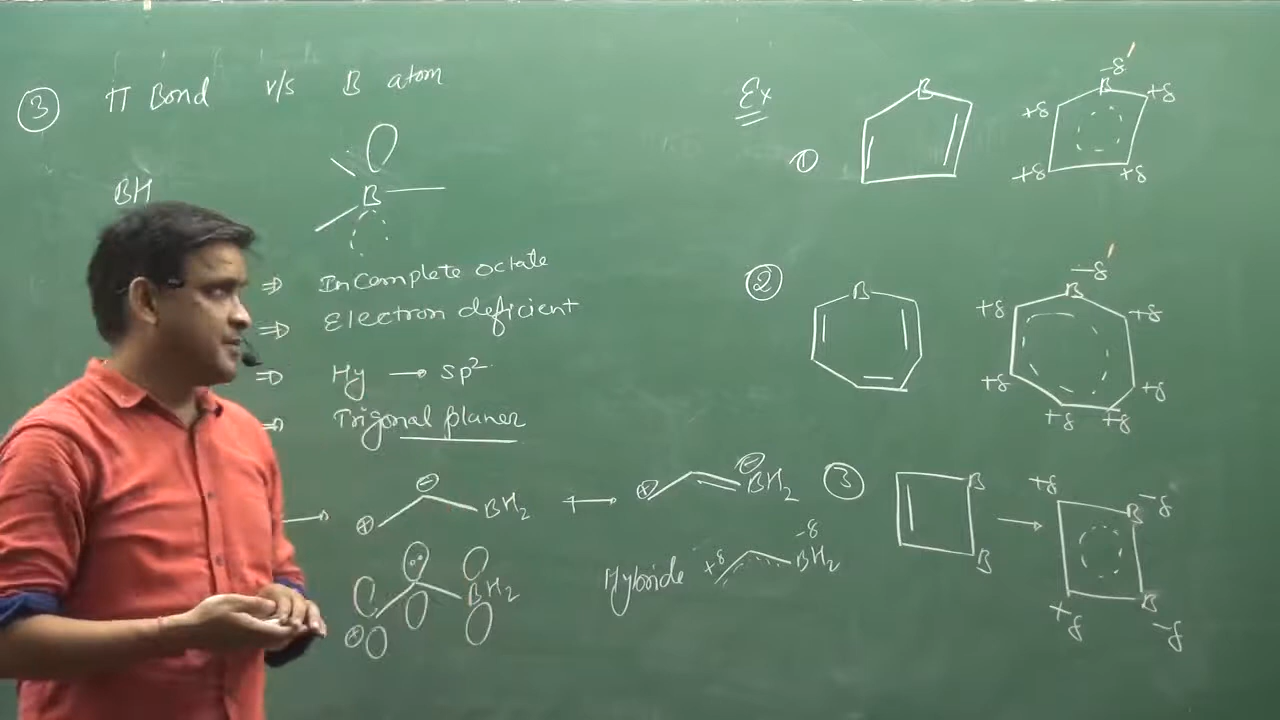 ③ π Bond v/s B atom
BH
B
⇒ Incomplete octate
⇒ Electron deficient
⇒ Hy → sp²
⇒ Trigonal planer
→ ⊕ ⊖ BH₂ ↔ ⊕ ⊖ BH₂
⊕ BH₂
Hybride +δ -δ BH₂
Ex
① B
-δ' B +δ +δ +δ +δ
② B
-δ' B +δ +δ +δ +δ +δ +δ
③ B B → +δ B -δ +δ B -δ